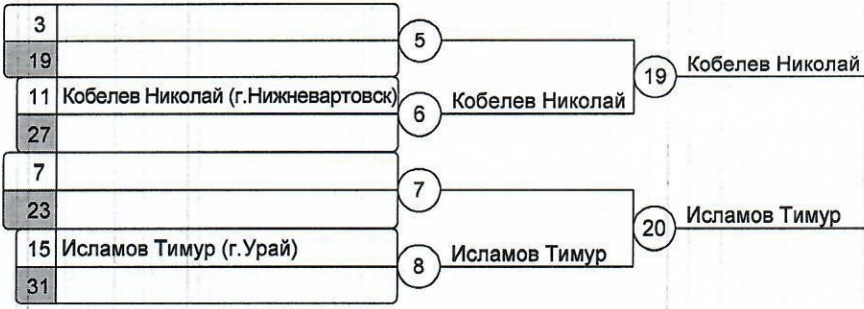 3
5
19
19
Кобелев Николай
11 Кобелев Николай (г.Нижневартовск)
6
Кобелев Николай
27
7
7
23
20
Исламов Тимур
15 Исламов Тимур (г.Урай)
8
Исламов Тимур
31